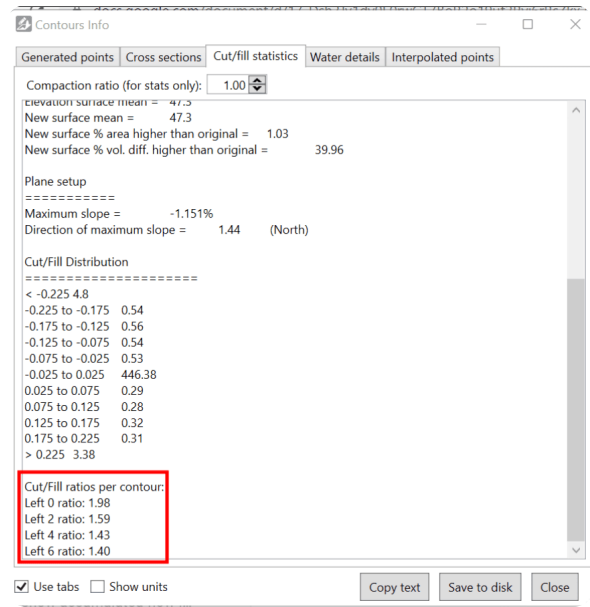 Contours Info
Generated points Cross sections Cut/fill statistics Water details Interpolated points
Compaction ratio (for stats only): 1.00
Elevation surface mean = 47.3
New surface mean = 47.3
New surface % area higher than original = 1.03
New surface % vol. diff. higher than original = 39.96
Plane setup
===========
Maximum slope = -1.151%
Direction of maximum slope = 1.44 (North)
Cut/Fill Distribution
=====================
< -0.225 4.8
-0.225 to -0.175 0.54
-0.175 to -0.125 0.56
-0.125 to -0.075 0.54
-0.075 to -0.025 0.53
-0.025 to 0.025 446.38
0.025 to 0.075 0.29
0.075 to 0.125 0.28
0.125 to 0.175 0.32
0.175 to 0.225 0.31
> 0.225 3.38
Cut/Fill ratios per contour:
Left 0 ratio: 1.98
Left 2 ratio: 1.59
Left 4 ratio: 1.43
Left 6 ratio: 1.40
Use tabs Show units Copy text Save to disk Close